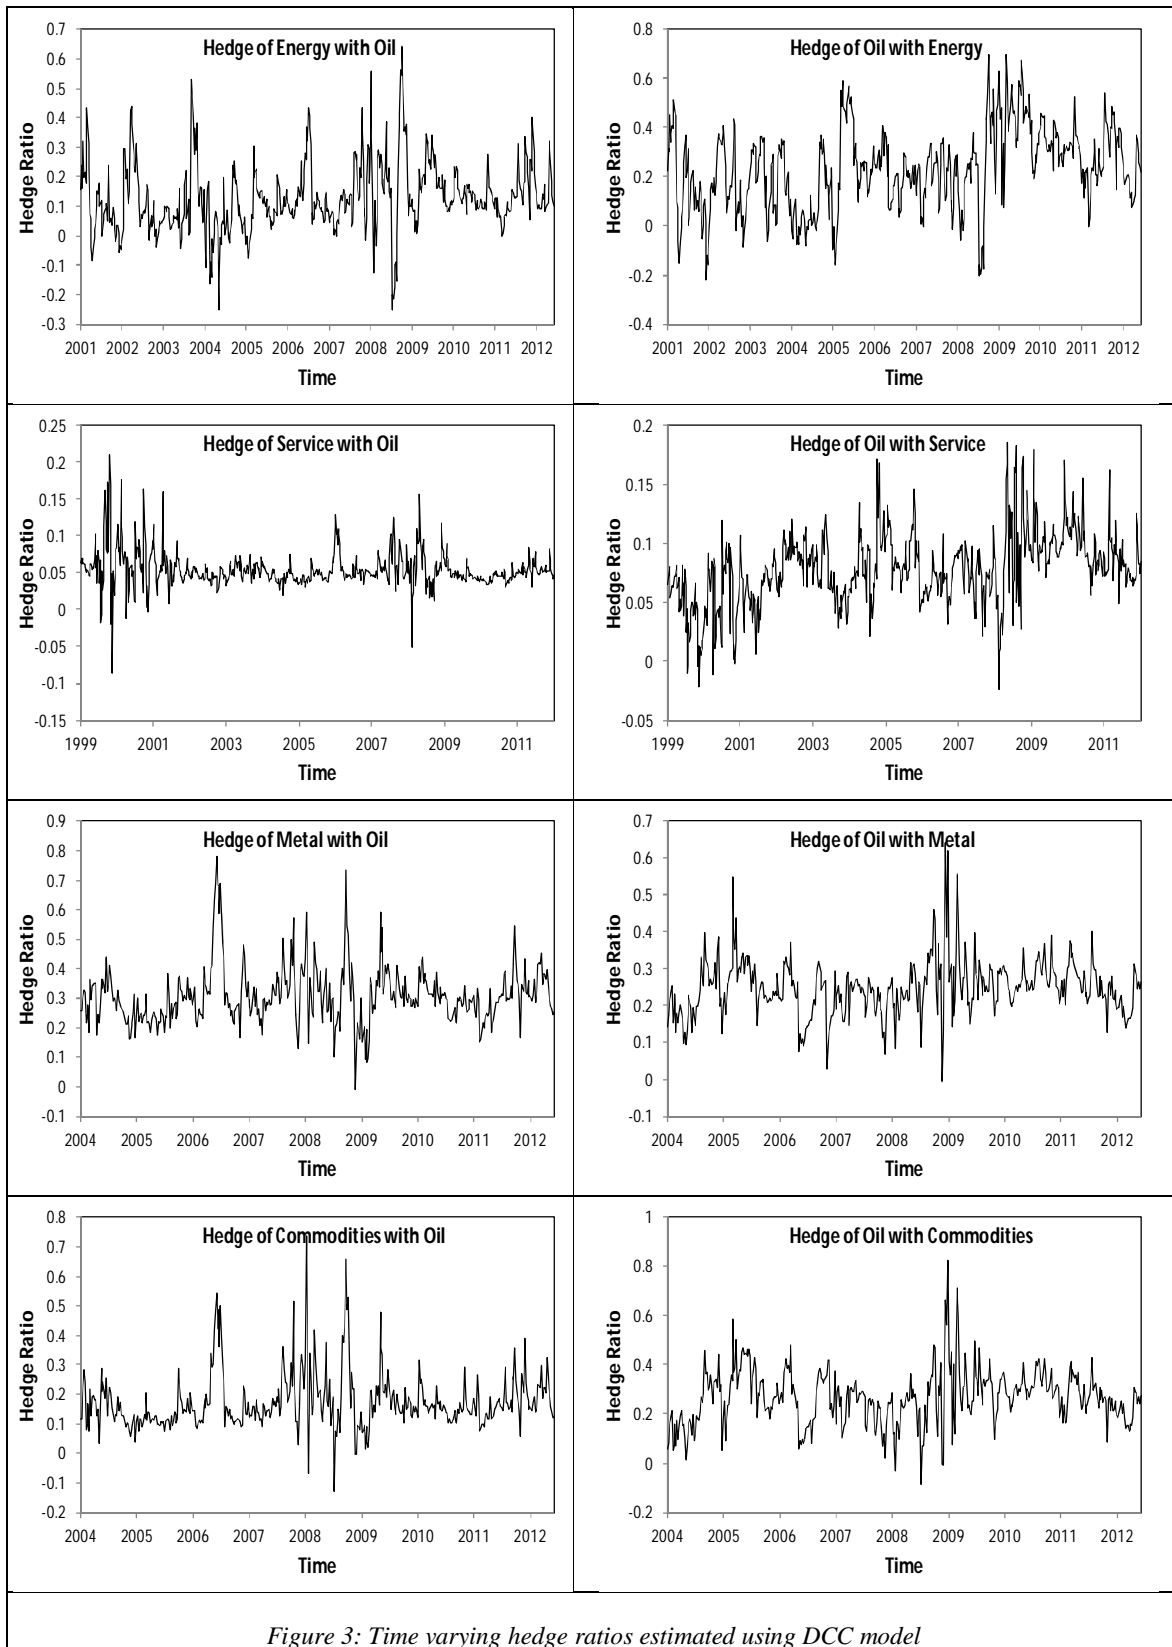 Hedge of Energy with Oil
Hedge Ratio
0.7
0.6
0.5
0.4
0.3
0.2
0.1
0
-0.1
-0.2
-0.3
2001 2002 2003 2004 2005 2006 2007 2008 2009 2010 2011 2012
Time
Hedge of Oil with Energy
Hedge Ratio
0.8
0.6
0.4
0.2
0
-0.2
-0.4
2001 2002 2003 2004 2005 2006 2007 2008 2009 2010 2011 2012
Time
Hedge of Service with Oil
Hedge Ratio
0.25
0.2
0.15
0.1
0.05
0
-0.05
-0.1
-0.15
1999 2001 2003 2005 2007 2009 2011
Time
Hedge of Oil with Service
Hedge Ratio
0.2
0.15
0.1
0.05
0
-0.05
1999 2001 2003 2005 2007 2009 2011
Time
Hedge of Metal with Oil
Hedge Ratio
0.9
0.8
0.7
0.6
0.5
0.4
0.3
0.2
0.1
0
-0.1
2004 2005 2006 2007 2008 2009 2010 2011 2012
Time
Hedge of Oil with Metal
Hedge Ratio
0.7
0.6
0.5
0.4
0.3
0.2
0.1
0
-0.1
2004 2005 2006 2007 2008 2009 2010 2011 2012
Time
Hedge of Commodities with Oil
Hedge Ratio
0.8
0.7
0.6
0.5
0.4
0.3
0.2
0.1
0
-0.1
-0.2
2004 2005 2006 2007 2008 2009 2010 2011 2012
Time
Hedge of Oil with Commodities
Hedge Ratio
1
0.8
0.6
0.4
0.2
0
-0.2
2004 2005 2006 2007 2008 2009 2010 2011 2012
Time
Figure 3: Time varying hedge ratios estimated using DCC model